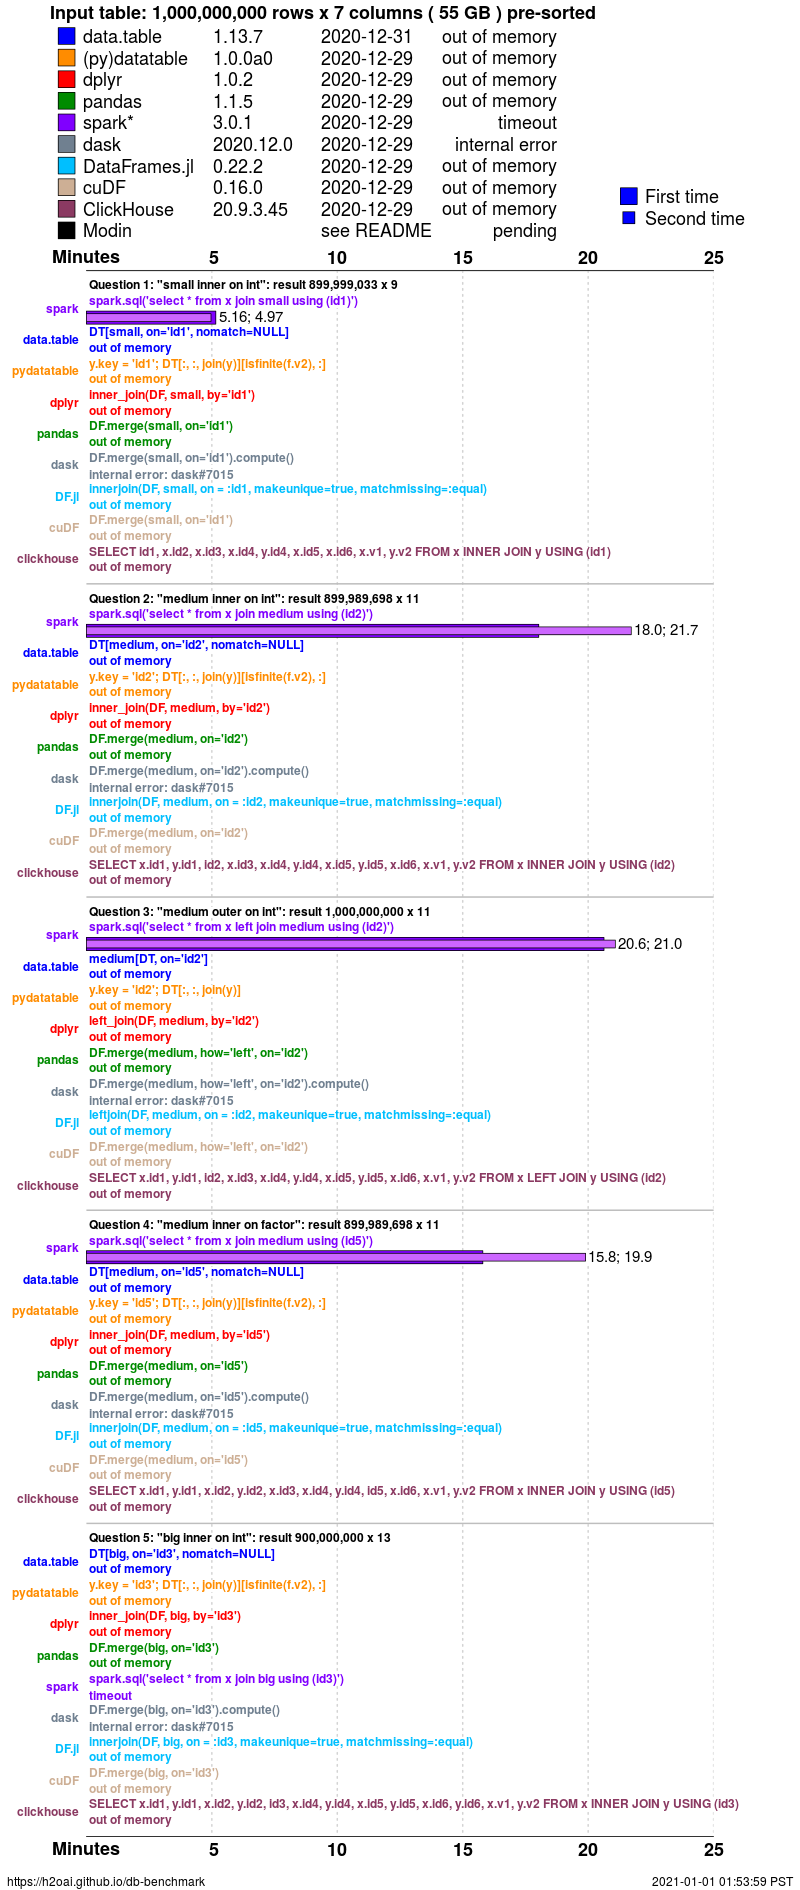 Input table: 1,000,000,000 rows x 7 columns ( 55 GB ) pre-sorted
data.table 1.13.7 2020-12-31 out of memory
(py)datatable 1.0.0a0 2020-12-29 out of memory
dplyr 1.0.2 2020-12-29 out of memory
pandas 1.1.5 2020-12-29 out of memory
spark* 3.0.1 2020-12-29 timeout
dask 2020.12.0 2020-12-29 internal error
DataFrames.jl 0.22.2 2020-12-29 out of memory
cuDF 0.16.0 2020-12-29 out of memory
ClickHouse 20.9.3.45 2020-12-29 out of memory
Modin see README pending
First time
Second time
Minutes 5 10 15 20 25
Question 1: "small inner on int": result 899,999,033 x 9
spark spark.sql('select * from x join small using (id1)')
5.16; 4.97
data.table DT[small, on='id1', nomatch=NULL]
out of memory
pydatatable y.key = 'id1'; DT[:, :, join(y)][isfinite(f.v2), :]
out of memory
dplyr inner_join(DF, small, by='id1')
out of memory
pandas DF.merge(small, on='id1')
out of memory
dask DF.merge(small, on='id1').compute()
internal error: dask#7015
DF.jl innerjoin(DF, small, on = :id1, makeunique=true, matchmissing=:equal)
out of memory
cuDF DF.merge(small, on='id1')
out of memory
clickhouse SELECT id1, x.id2, x.id3, x.id4, y.id4, x.id5, x.id6, x.v1, y.v2 FROM x INNER JOIN y USING (id1)
out of memory
Question 2: "medium inner on int": result 899,989,698 x 11
spark spark.sql('select * from x join medium using (id2)')
18.0; 21.7
data.table DT[medium, on='id2', nomatch=NULL]
out of memory
pydatatable y.key = 'id2'; DT[:, :, join(y)][isfinite(f.v2), :]
out of memory
dplyr inner_join(DF, medium, by='id2')
out of memory
pandas DF.merge(medium, on='id2')
out of memory
dask DF.merge(medium, on='id2').compute()
internal error: dask#7015
DF.jl innerjoin(DF, medium, on = :id2, makeunique=true, matchmissing=:equal)
out of memory
cuDF DF.merge(medium, on='id2')
out of memory
clickhouse SELECT x.id1, y.id1, id2, x.id3, x.id4, y.id4, x.id5, y.id5, x.id6, x.v1, y.v2 FROM x INNER JOIN y USING (id2)
out of memory
Question 3: "medium outer on int": result 1,000,000,000 x 11
spark spark.sql('select * from x left join medium using (id2)')
20.6; 21.0
data.table medium[DT, on='id2']
out of memory
pydatatable y.key = 'id2'; DT[:, :, join(y)]
out of memory
dplyr left_join(DF, medium, by='id2')
out of memory
pandas DF.merge(medium, how='left', on='id2')
out of memory
dask DF.merge(medium, how='left', on='id2').compute()
internal error: dask#7015
DF.jl leftjoin(DF, medium, on = :id2, makeunique=true, matchmissing=:equal)
out of memory
cuDF DF.merge(medium, how='left', on='id2')
out of memory
clickhouse SELECT x.id1, y.id1, id2, x.id3, x.id4, y.id4, x.id5, y.id5, x.id6, x.v1, y.v2 FROM x LEFT JOIN y USING (id2)
out of memory
Question 4: "medium inner on factor": result 899,989,698 x 11
spark spark.sql('select * from x join medium using (id5)')
15.8; 19.9
data.table DT[medium, on='id5', nomatch=NULL]
out of memory
pydatatable y.key = 'id5'; DT[:, :, join(y)][isfinite(f.v2), :]
out of memory
dplyr inner_join(DF, medium, by='id5')
out of memory
pandas DF.merge(medium, on='id5')
out of memory
dask DF.merge(medium, on='id5').compute()
internal error: dask#7015
DF.jl innerjoin(DF, medium, on = :id5, makeunique=true, matchmissing=:equal)
out of memory
cuDF DF.merge(medium, on='id5')
out of memory
clickhouse SELECT x.id1, y.id1, x.id2, y.id2, x.id3, x.id4, y.id4, id5, x.id6, x.v1, y.v2 FROM x INNER JOIN y USING (id5)
out of memory
Question 5: "big inner on int": result 900,000,000 x 13
data.table DT[big, on='id3', nomatch=NULL]
out of memory
pydatatable y.key = 'id3'; DT[:, :, join(y)][isfinite(f.v2), :]
out of memory
dplyr inner_join(DF, big, by='id3')
out of memory
pandas DF.merge(big, on='id3')
out of memory
spark spark.sql('select * from x join big using (id3)')
timeout
dask DF.merge(big, on='id3').compute()
internal error: dask#7015
DF.jl innerjoin(DF, big, on = :id3, makeunique=true, matchmissing=:equal)
out of memory
cuDF DF.merge(big, on='id3')
out of memory
clickhouse SELECT x.id1, y.id1, x.id2, y.id2, id3, x.id4, y.id4, x.id5, y.id5, x.id6, y.id6, x.v1, y.v2 FROM x INNER JOIN y USING (id3)
out of memory
Minutes 5 10 15 20 25
https://h2oai.github.io/db-benchmark 2021-01-01 01:53:59 PST